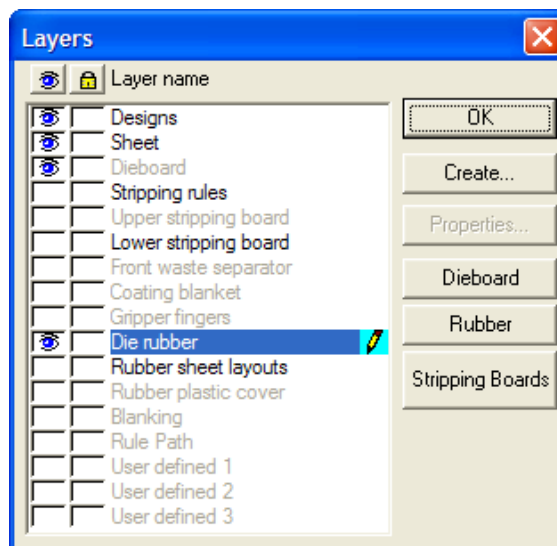 Layers
Layer name
Designs
Sheet
Dieboard
Stripping rules
Upper stripping board
Lower stripping board
Front waste separator
Coating blanket
Gripper fingers
Die rubber
Rubber sheet layouts
Rubber plastic cover
Blanking
Rule Path
User defined 1
User defined 2
User defined 3
OK
Create...
Properties...
Dieboard
Rubber
Stripping Boards